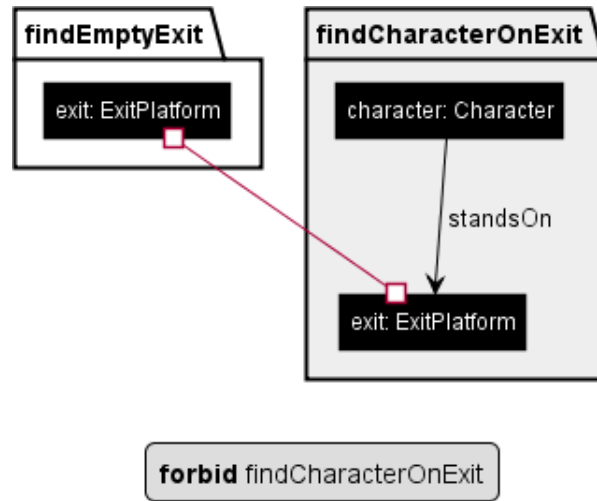 findEmptyExit
exit: ExitPlatform
findCharacterOnExit
character: Character
standsOn
exit: ExitPlatform
forbid findCharacterOnExit